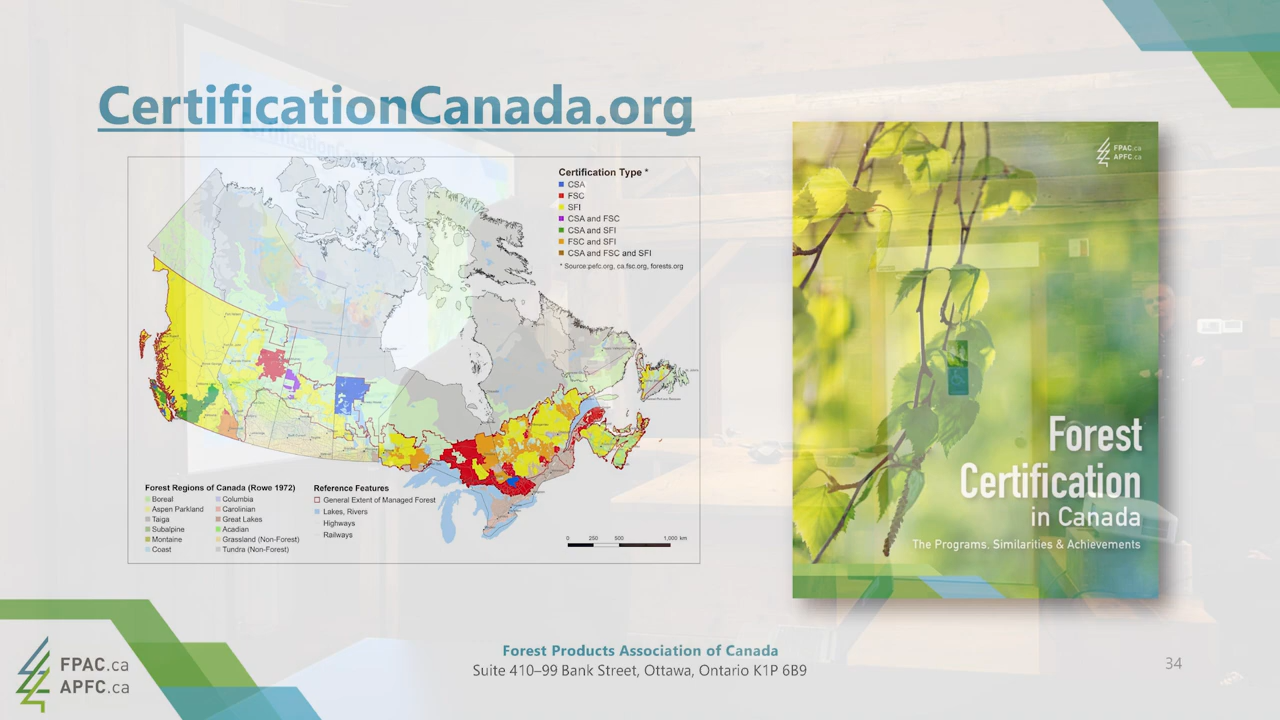 CertificationCanada.org
Certification Type *
CSA
FSC
SFI
CSA and FSC
CSA and SFI
FSC and SFI
CSA and FSC and SFI
* Source:pefc.org, ca.fsc.org, forests.org
Forest Regions of Canada (Rowe 1972)
Boreal
Aspen Parkland
Taiga
Subalpine
Montaine
Coast
Columbia
Carolinian
Great Lakes
Acadian
Grassland (Non-Forest)
Tundra (Non-Forest)
Reference Features
General Extent of Managed Forest
Lakes, Rivers
Highways
Railways
0 250 500 1,000 km
FPAC.ca
APFC.ca
Forest
Certification
in Canada
The Programs, Similarities & Achievements
FPAC.ca
APFC.ca
Forest Products Association of Canada
Suite 410–99 Bank Street, Ottawa, Ontario K1P 6B9
34